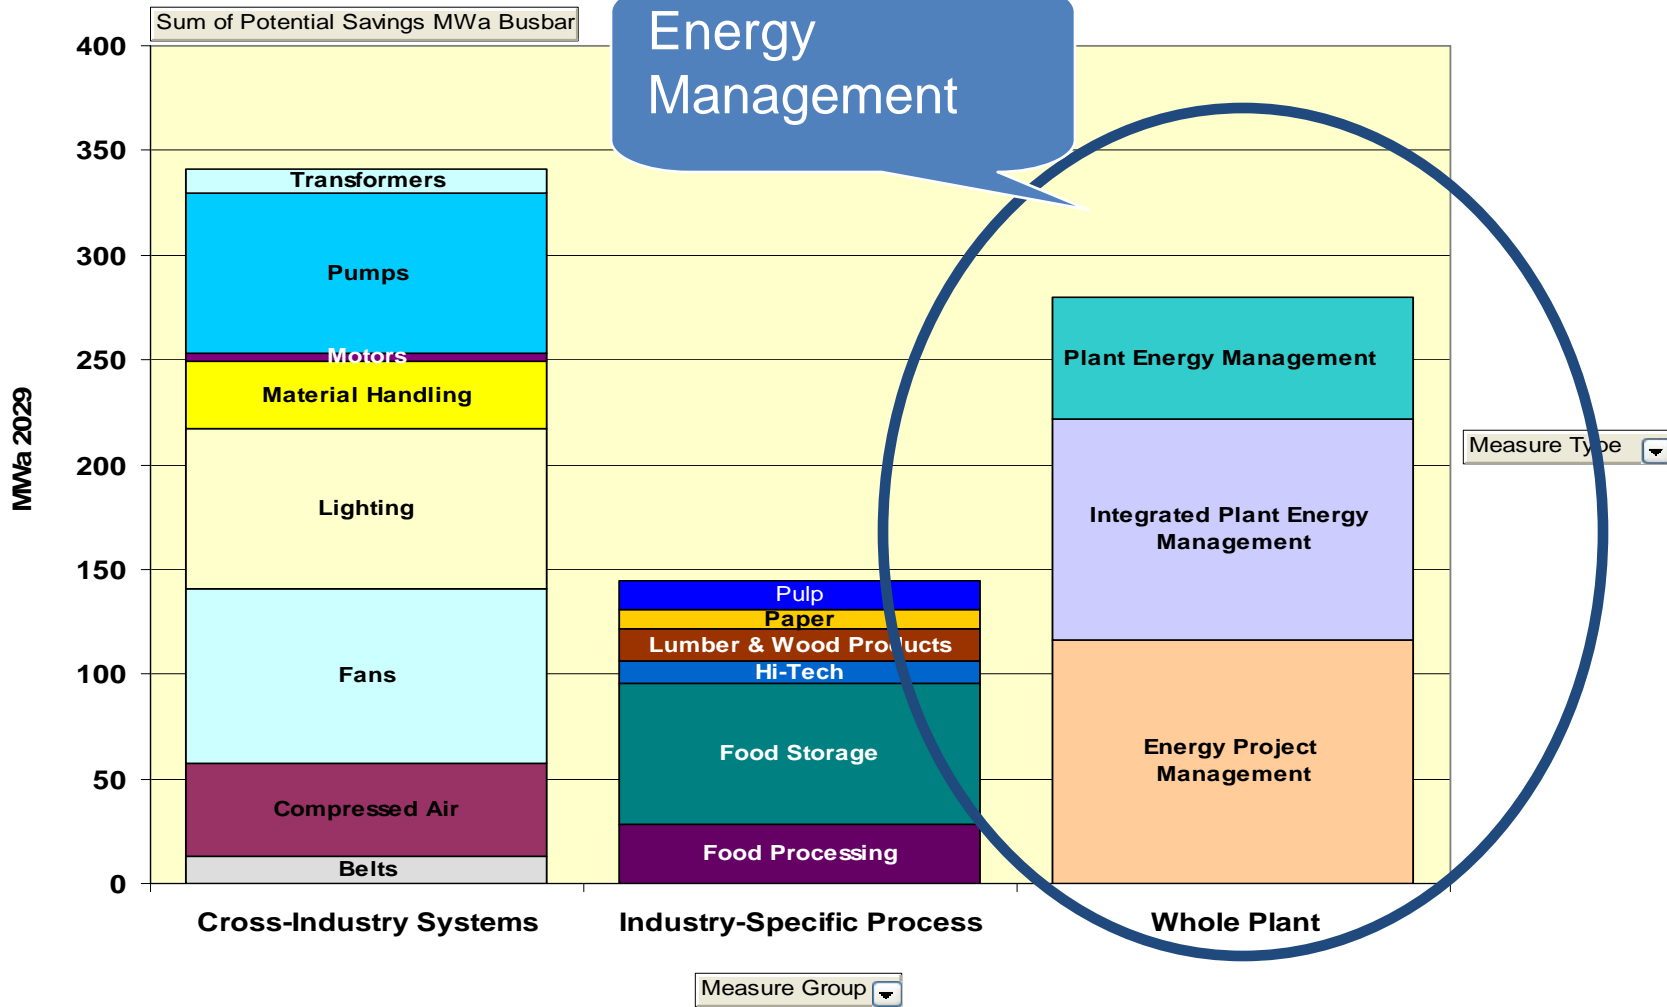 Sum of Potential Savings MWa Busbar
Energy
Management
400
350
300
250
200
150
100
50
0
MWa 2029
Transformers
Pumps
Motors
Material Handling
Lighting
Fans
Compressed Air
Belts
Pulp
Paper
Lumber & Wood Products
Hi-Tech
Food Storage
Food Processing
Plant Energy Management
Integrated Plant Energy
Management
Energy Project
Management
Measure Type
Cross-Industry Systems
Industry-Specific Process
Whole Plant
Measure Group